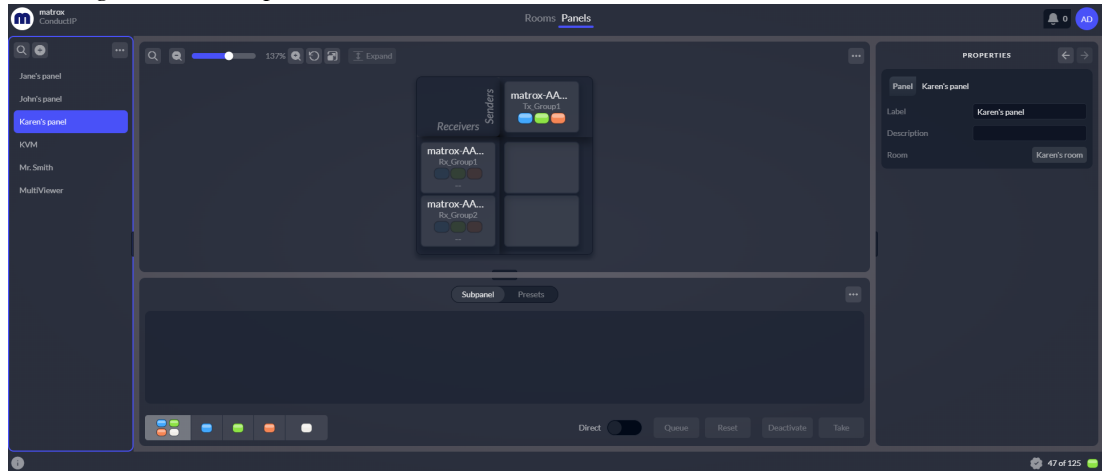 matrox
ConductIP
Rooms Panels
0
AD
Jane's panel
John's panel
Karen's panel
KVM
Mr. Smith
MultiViewer
137%
Expand
Senders
Receivers
matrox-AA...
Tx_Group1
matrox-AA...
Rx_Group1
--
matrox-AA...
Rx_Group2
--
Subpanel Presets
Direct Queue Reset Deactivate Take
PROPERTIES
Panel Karen's panel
Label Karen's panel
Description
Room Karen's room
47 of 125